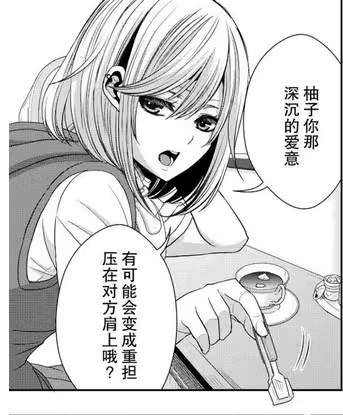 柚子你那
深沉的爱意
有可能会变成重担
压在对方肩上哦？